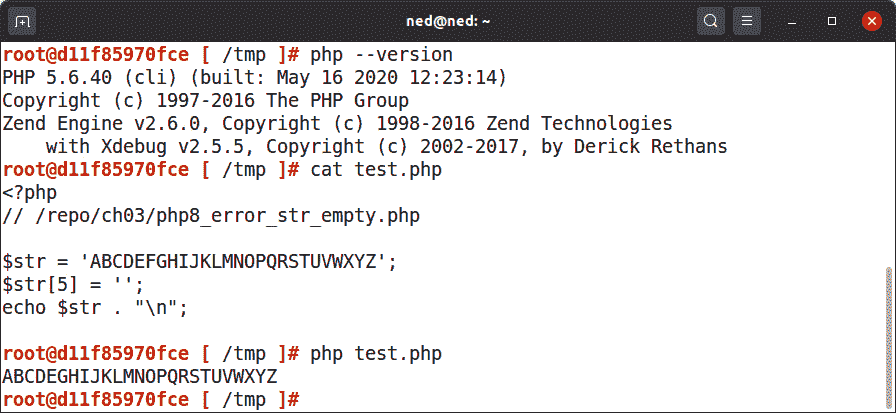 ned@ned: ~
root@d11f85970fce [ /tmp ]# php --version
PHP 5.6.40 (cli) (built: May 16 2020 12:23:14)
Copyright (c) 1997-2016 The PHP Group
Zend Engine v2.6.0, Copyright (c) 1998-2016 Zend Technologies
    with Xdebug v2.5.5, Copyright (c) 2002-2017, by Derick Rethans
root@d11f85970fce [ /tmp ]# cat test.php
<?php
// /repo/ch03/php8_error_str_empty.php

$str = 'ABCDEFGHIJKLMNOPQRSTUVWXYZ';
$str[5] = '';
echo $str . "\n";

root@d11f85970fce [ /tmp ]# php test.php
ABCDEGHIJKLMNOPQRSTUVWXYZ
root@d11f85970fce [ /tmp ]#